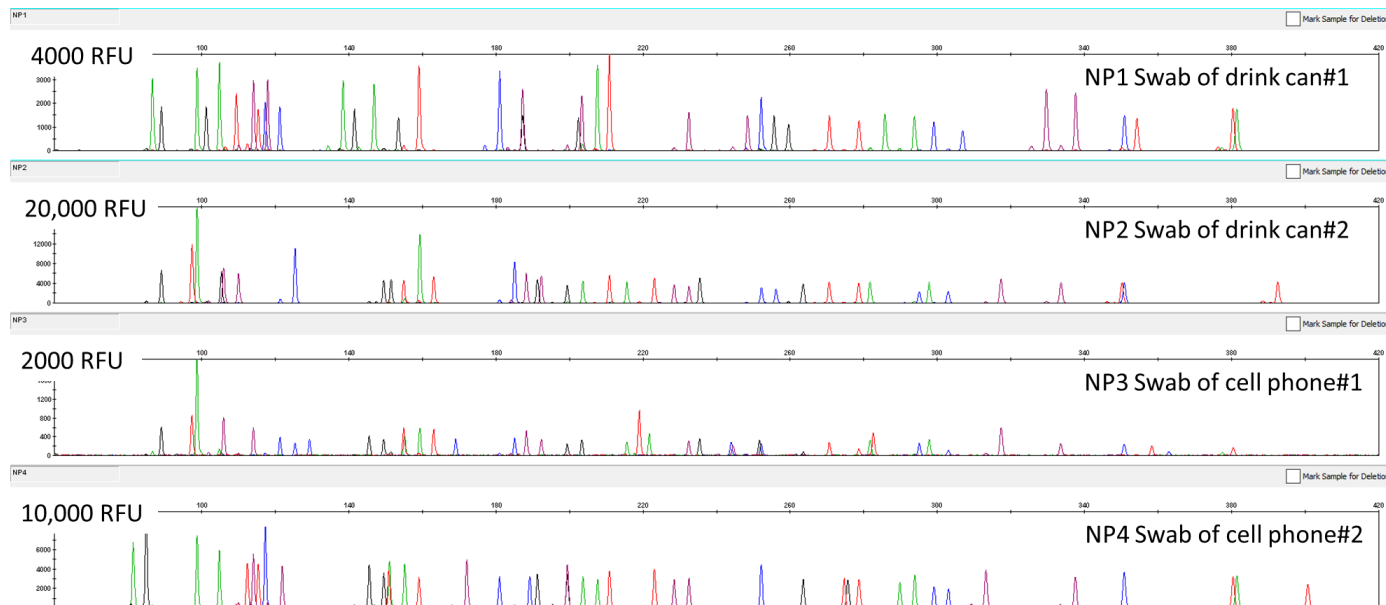 NP1
Mark Sample for Deletio
100 140 180 220 260 300 340 380 420
4000 RFU
NP1 Swab of drink can#1
3000
2000
1000
0
NP2
Mark Sample for Deletio
100 140 180 220 260 300 340 380 420
20,000 RFU
NP2 Swab of drink can#2
12000
8000
4000
0
NP3
Mark Sample for Deletio
100 140 180 220 260 300 340 380 420
2000 RFU
NP3 Swab of cell phone#1
1200
800
400
0
NP4
Mark Sample for Deletio
100 140 180 220 260 300 340 380 420
10,000 RFU
NP4 Swab of cell phone#2
6000
4000
2000